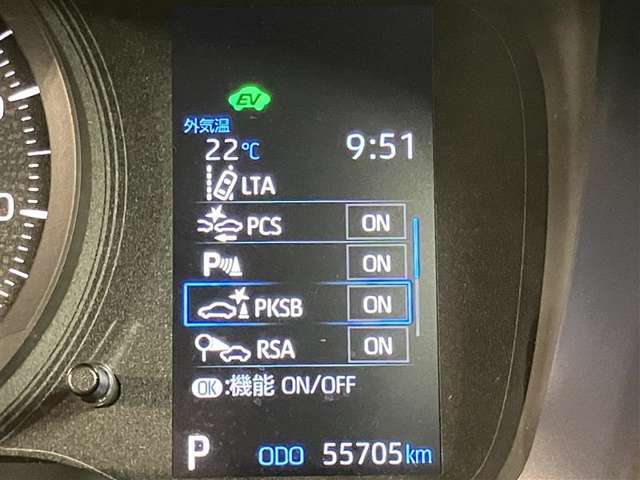 EV
外気温
22℃ 9:51
LTA
PCS ON
P ON
PKSB ON
RSA ON
OK:機能 ON/OFF
P ODO 55705km